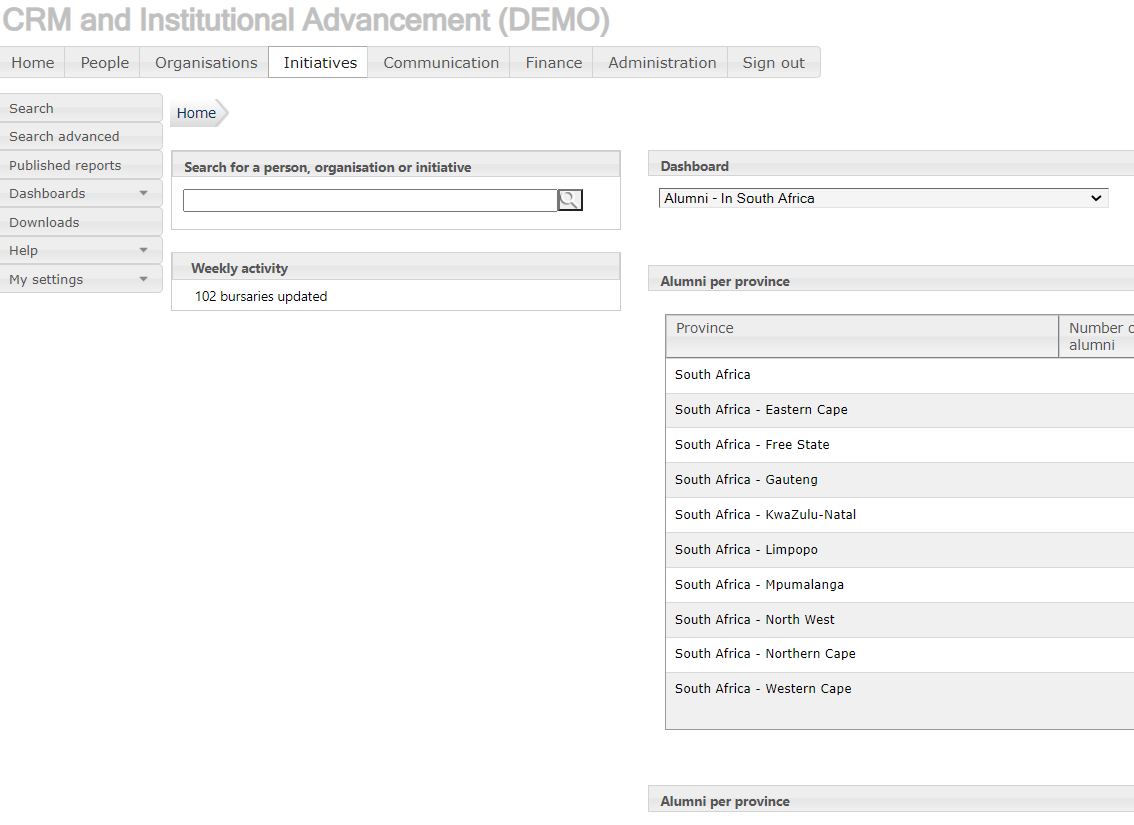 CRM and Institutional Advancement (DEMO)
Home People Organisations Initiatives Communication Finance Administration Sign out
Search
Search advanced
Published reports
Dashboards
Downloads
Help
My settings
Home
Search for a person, organisation or initiative
Weekly activity
102 bursaries updated
Dashboard
Alumni - In South Africa
Alumni per province
Province
Number
alumni
South Africa
South Africa - Eastern Cape
South Africa - Free State
South Africa - Gauteng
South Africa - KwaZulu-Natal
South Africa - Limpopo
South Africa - Mpumalanga
South Africa - North West
South Africa - Northern Cape
South Africa - Western Cape
Alumni per province